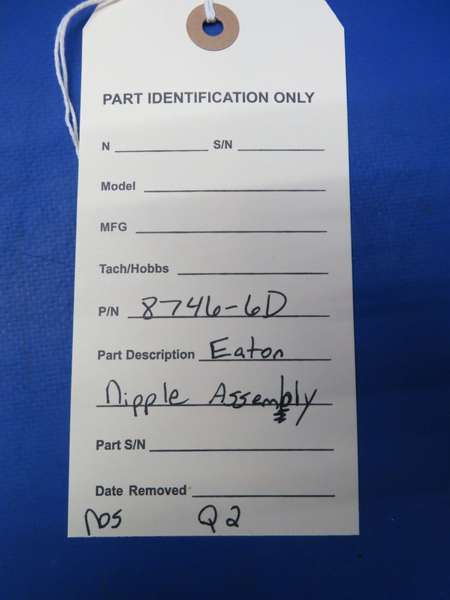 PART IDENTIFICATION ONLY
N S/N
Model
MFG
Tach/Hobbs
P/N 8746-6D
Part Description Eaton
Nipple Assembly
Part S/N
Date Removed
NOS Q2